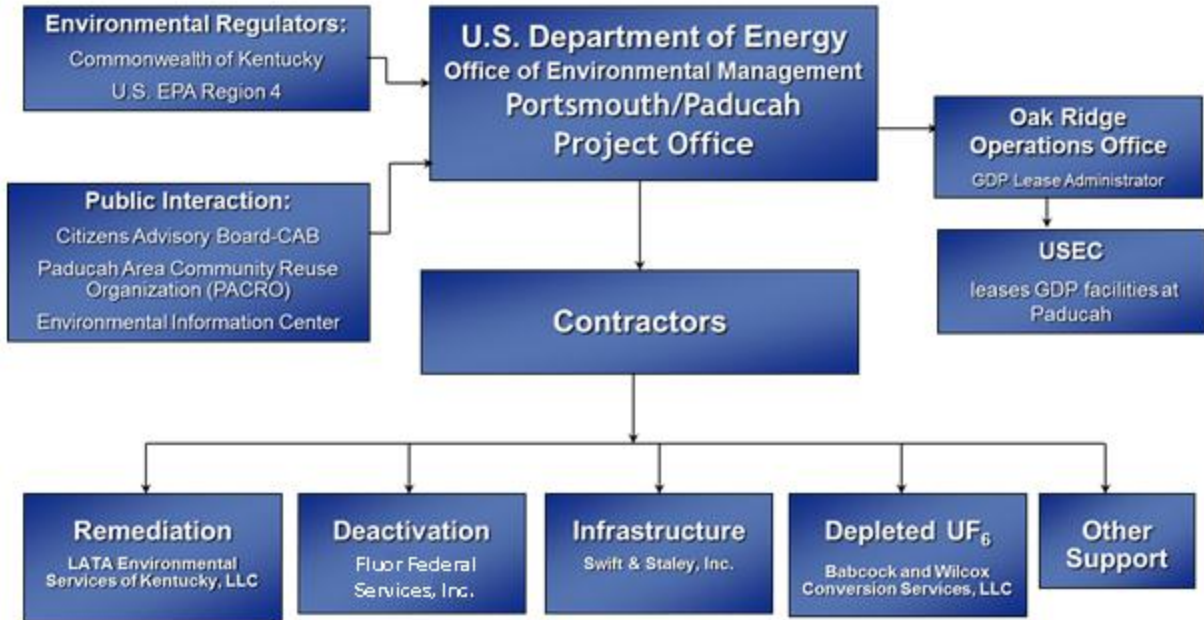 Environmental Regulators:
Commonwealth of Kentucky
U.S. EPA Region 4
U.S. Department of Energy
Office of Environmental Management
Portsmouth/Paducah
Project Office
Oak Ridge
Operations Office
GDP Lease Administrator
Public Interaction:
Citizens Advisory Board-CAB
Paducah Area Community Reuse
Organization (PACRO)
Environmental Information Center
USEC
leases GDP facilities at
Paducah
Contractors
Remediation
LATA Environmental
Services of Kentucky, LLC
Deactivation
Fluor Federal
Services, Inc.
Infrastructure
Swift & Staley, Inc.
Depleted UF₆
Babcock and Wilcox
Conversion Services, LLC
Other
Support